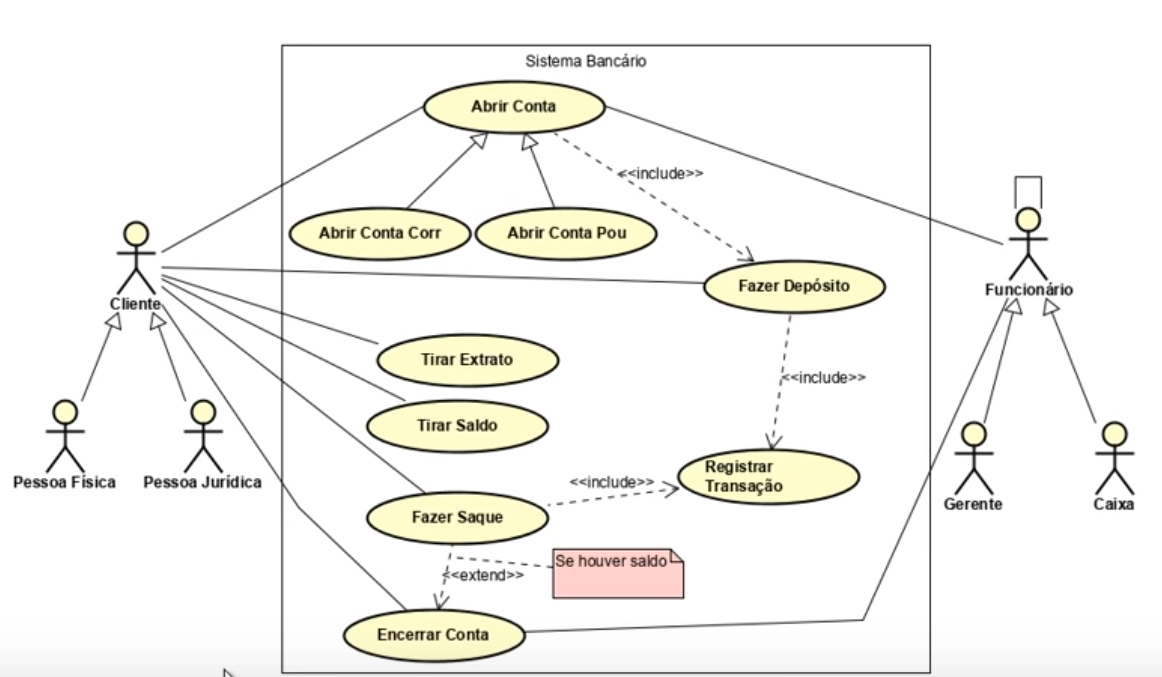 Sistema Bancário
Abrir Conta
<<include>>
Abrir Conta Corr
Abrir Conta Pou
Fazer Depósito
Funcionário
Cliente
Tirar Extrato
<<include>>
Tirar Saldo
Pessoa Física
Pessoa Jurídica
Registrar
Transação
<<include>>
Gerente
Caixa
Fazer Saque
Se houver saldo
<<extend>>
Encerrar Conta